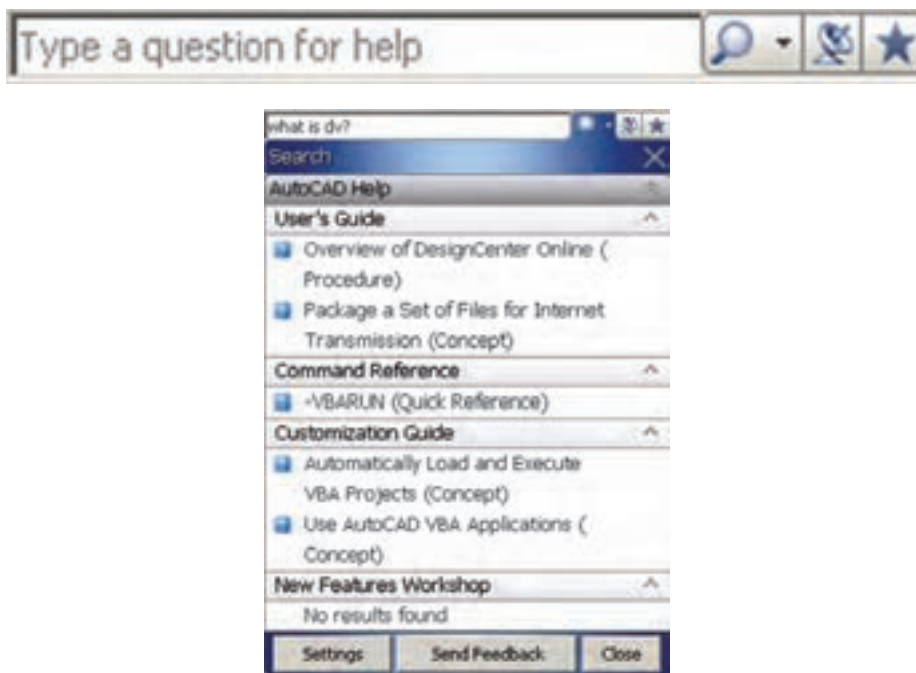 Type a question for help
what is dv?
Search
AutoCAD Help
User's Guide
Overview of DesignCenter Online (
Procedure)
Package a Set of Files for Internet
Transmission (Concept)
Command Reference
-VBARUN (Quick Reference)
Customization Guide
Automatically Load and Execute
VBA Projects (Concept)
Use AutoCAD VBA Applications (
Concept)
New Features Workshop
No results found
Settings Send Feedback Close